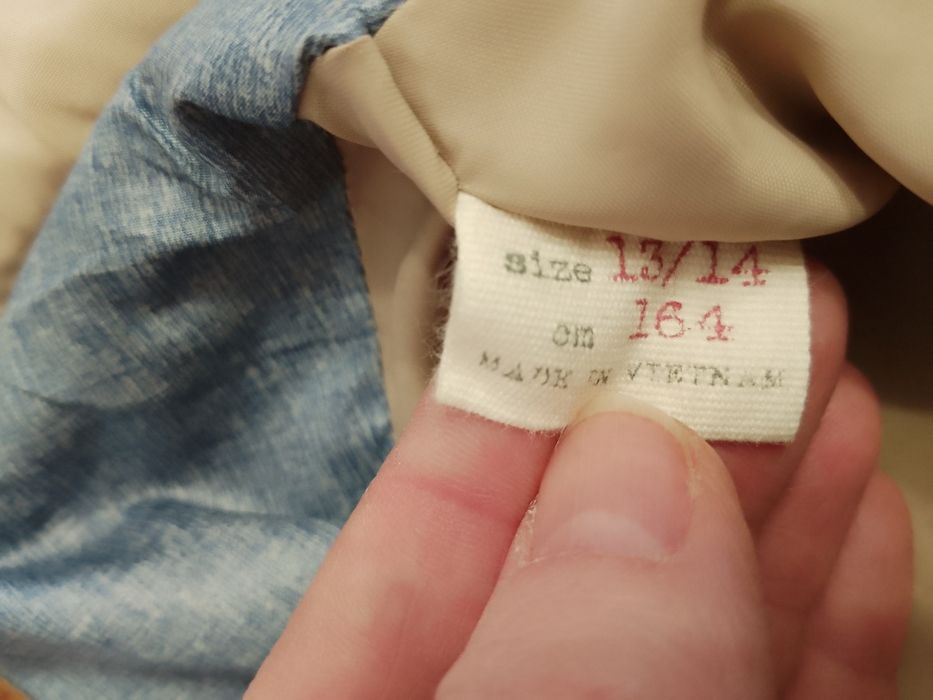 size 13/14
cm 164
MADE IN VIETNAM